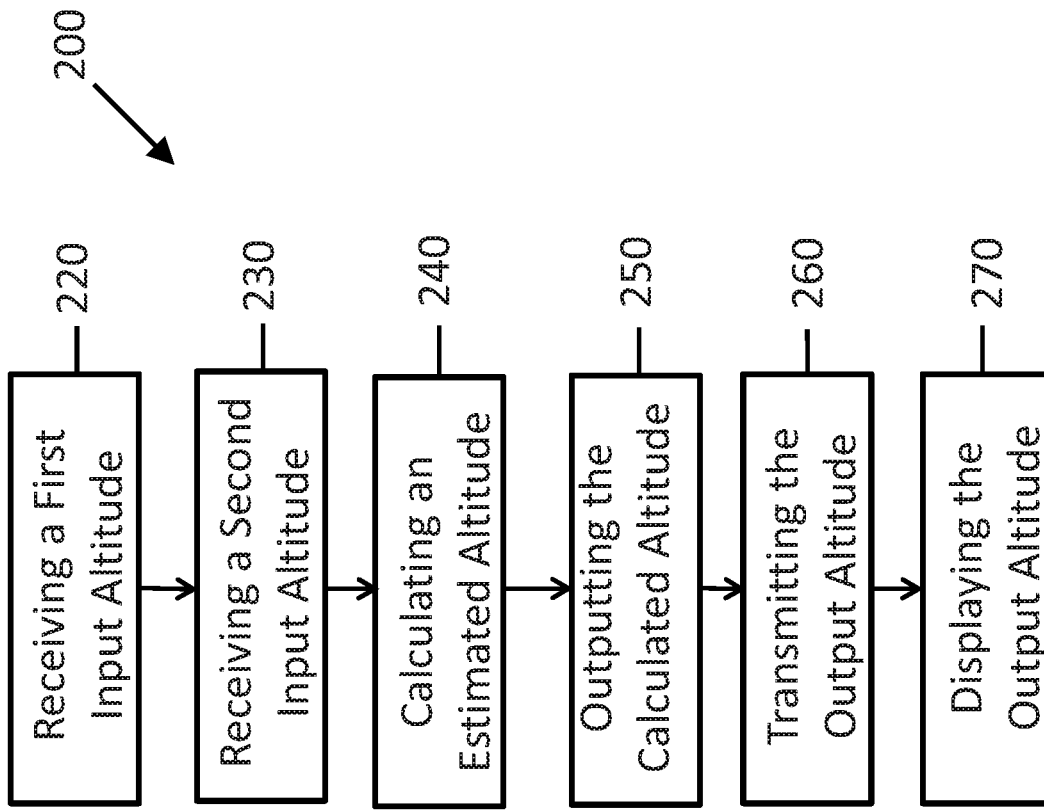 200
Receiving a First
Input Altitude
220
Receiving a Second
Input Altitude
230
Calculating an
Estimated Altitude
240
Outputting the
Calculated Altitude
250
Transmitting the
Output Altitude
260
Displaying the
Output Altitude
270